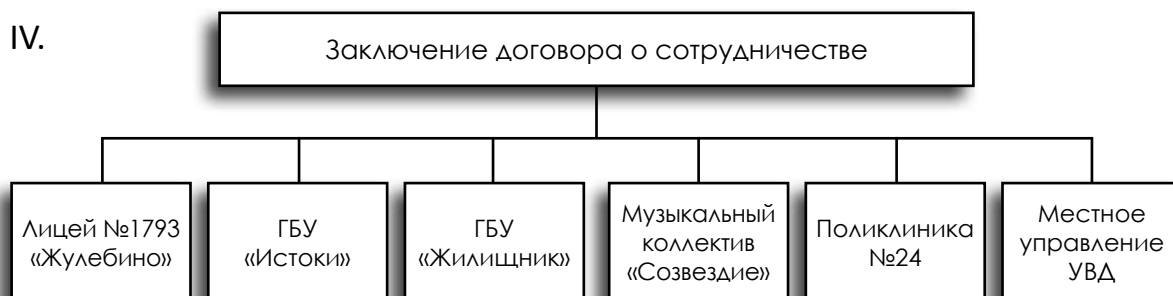 IV.
Заключение договора о сотрудничестве
Лицей №1793
«Жулебино»
ГБУ
«Истоки»
ГБУ
«Жилищник»
Музыкальный
коллектив
«Созвездие»
Поликлиника
№24
Местное
управление
УВД